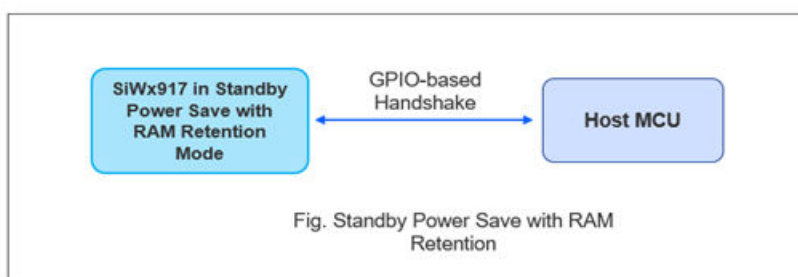 SiWx917 in Standby
Power Save with
RAM Retention
Mode
GPIO-based
Handshake
Host MCU
Fig. Standby Power Save with RAM
Retention